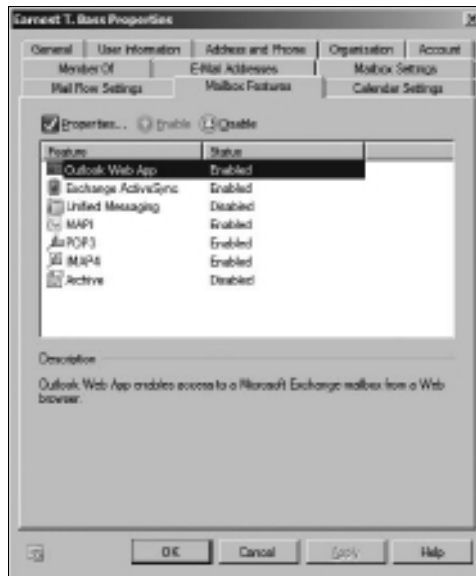 Earnest T. Bass Properties
General User Information Address and Phone Organization Account
Member Of E-Mail Addresses Mailbox Settings
Mail Flow Settings Mailbox Features Calendar Settings
Properties... Enable Disable
Feature Status
Outlook Web App Enabled
Exchange ActiveSync Enabled
Unified Messaging Disabled
MAPI Enabled
POP3 Enabled
IMAP4 Enabled
Archive Disabled
Description
Outlook Web App enables access to a Microsoft Exchange mailbox from a Web
browser.
OK Cancel Apply Help